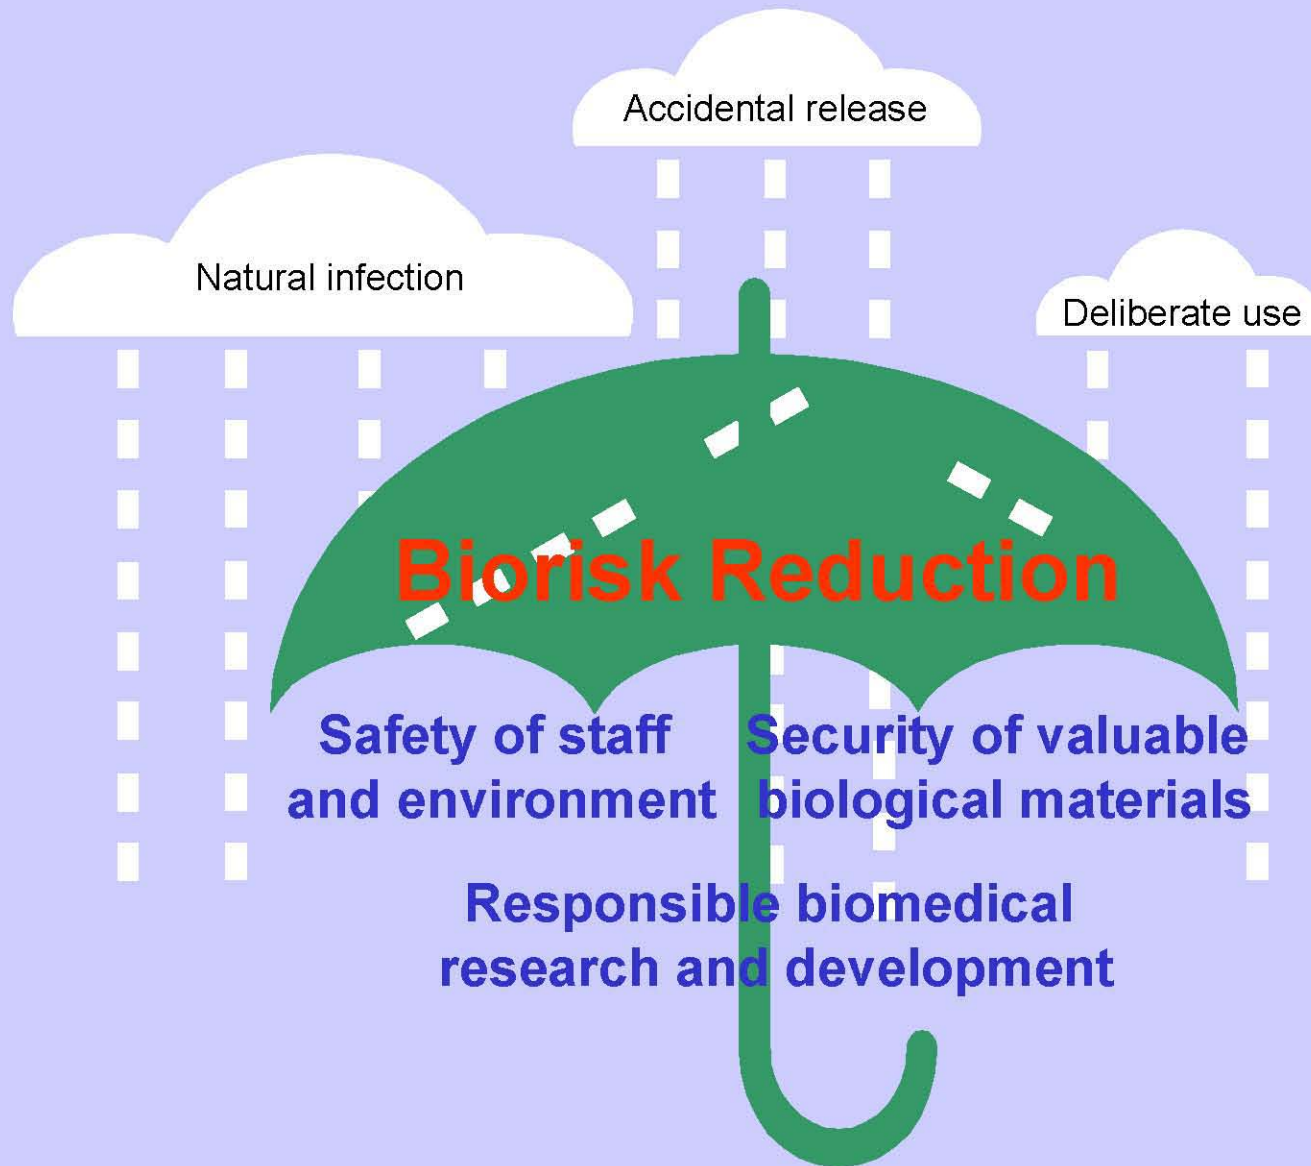 Accidental release
Natural infection
Deliberate use
Biorisk Reduction
Safety of staff
and environment
Security of valuable
biological materials
Responsible biomedical
research and development